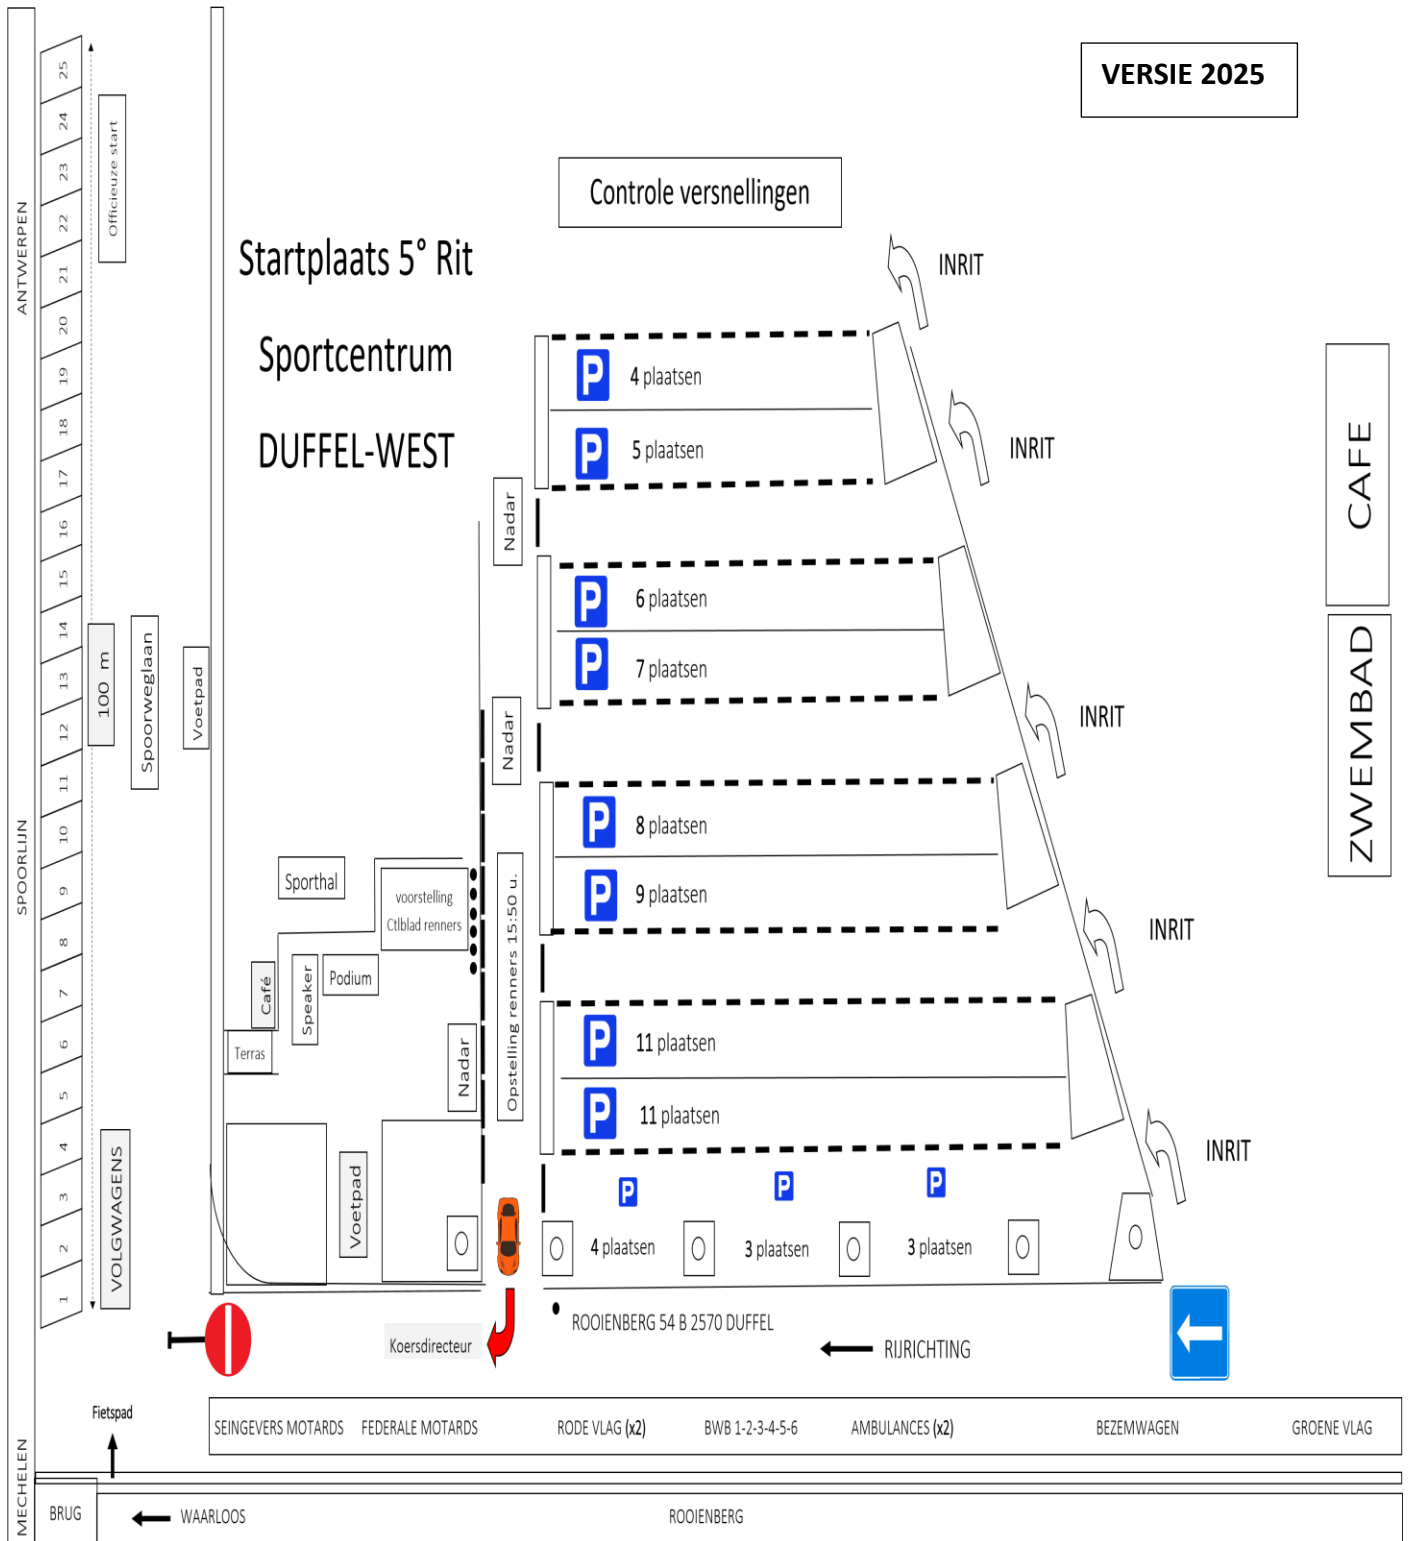 VERSIE 2025
Controle versnellingen
Startplaats 5° Rit
Sportcentrum
DUFFEL-WEST
INRIT
INRIT
INRIT
INRIT
INRIT
CAFE
ZWEMBAD
P
4 plaatsen
P
5 plaatsen
P
6 plaatsen
P
7 plaatsen
P
8 plaatsen
P
9 plaatsen
P
11 plaatsen
P
11 plaatsen
P
P
P
4 plaatsen
3 plaatsen
3 plaatsen
Nadar
Nadar
Nadar
Opstelling renners 15:50 u.
Sporthal
voorstelling
Ctlblad renners
Café
Speaker
Podium
Terras
Voetpad
Voetpad
Spoorweglaan
100 m
Officieuze start
VOLGWAGENS
25
24
23
22
21
20
19
18
17
16
15
14
13
12
11
10
9
8
7
6
5
4
3
2
1
ANTWERPEN
SPOORLIJN
MECHELEN
Koersdirecteur
ROOIENBERG 54 B 2570 DUFFEL
RIJRICHTING
SEINGEVERS MOTARDS FEDERALE MOTARDS RODE VLAG (x2) BWB 1-2-3-4-5-6 AMBULANCES (x2) BEZEMWAGEN GROENE VLAG
Fietspad
BRUG
WAARLOOS
ROOIENBERG